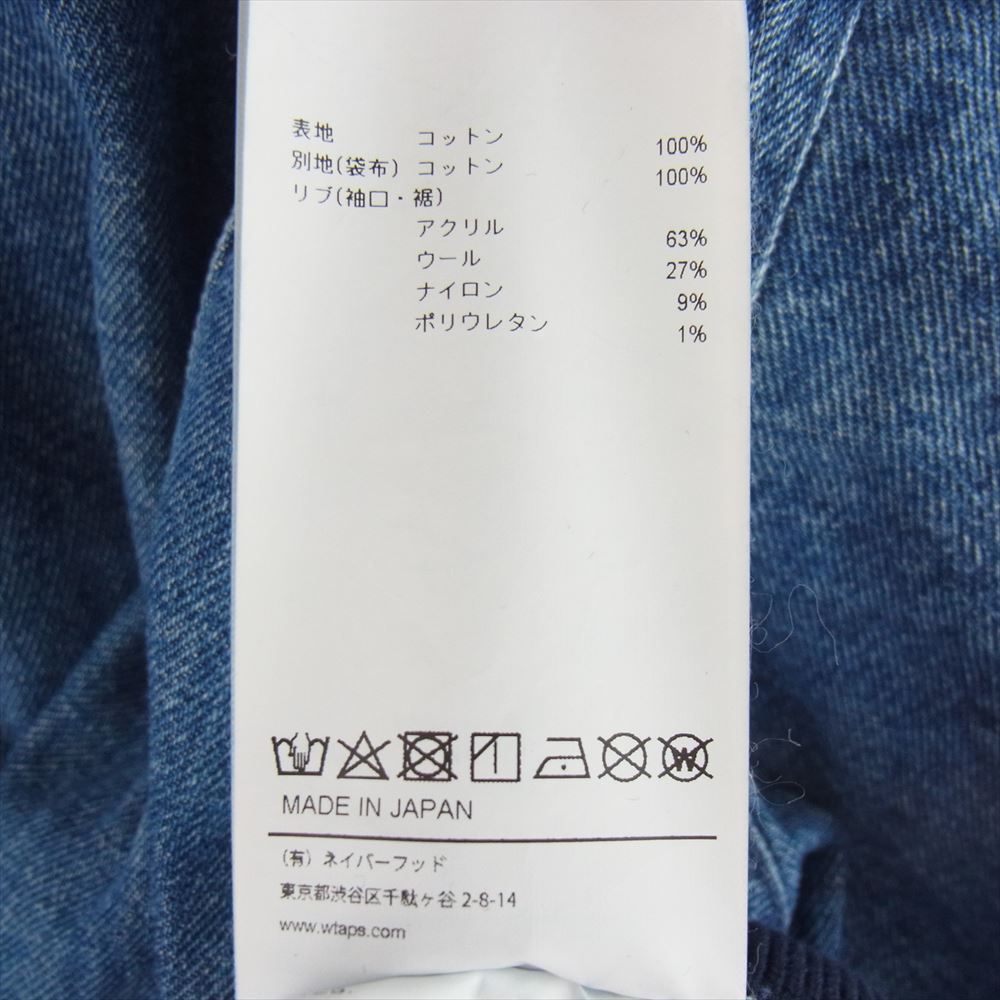 表地 コットン 100%
別地(袋布) コットン 100%
リブ(袖口・裾)
アクリル 63%
ウール 27%
ナイロン 9%
ポリウレタン 1%
MADE IN JAPAN
(有) ネイバーフッド
東京都渋谷区千駄ヶ谷 2-8-14
www.wtaps.com